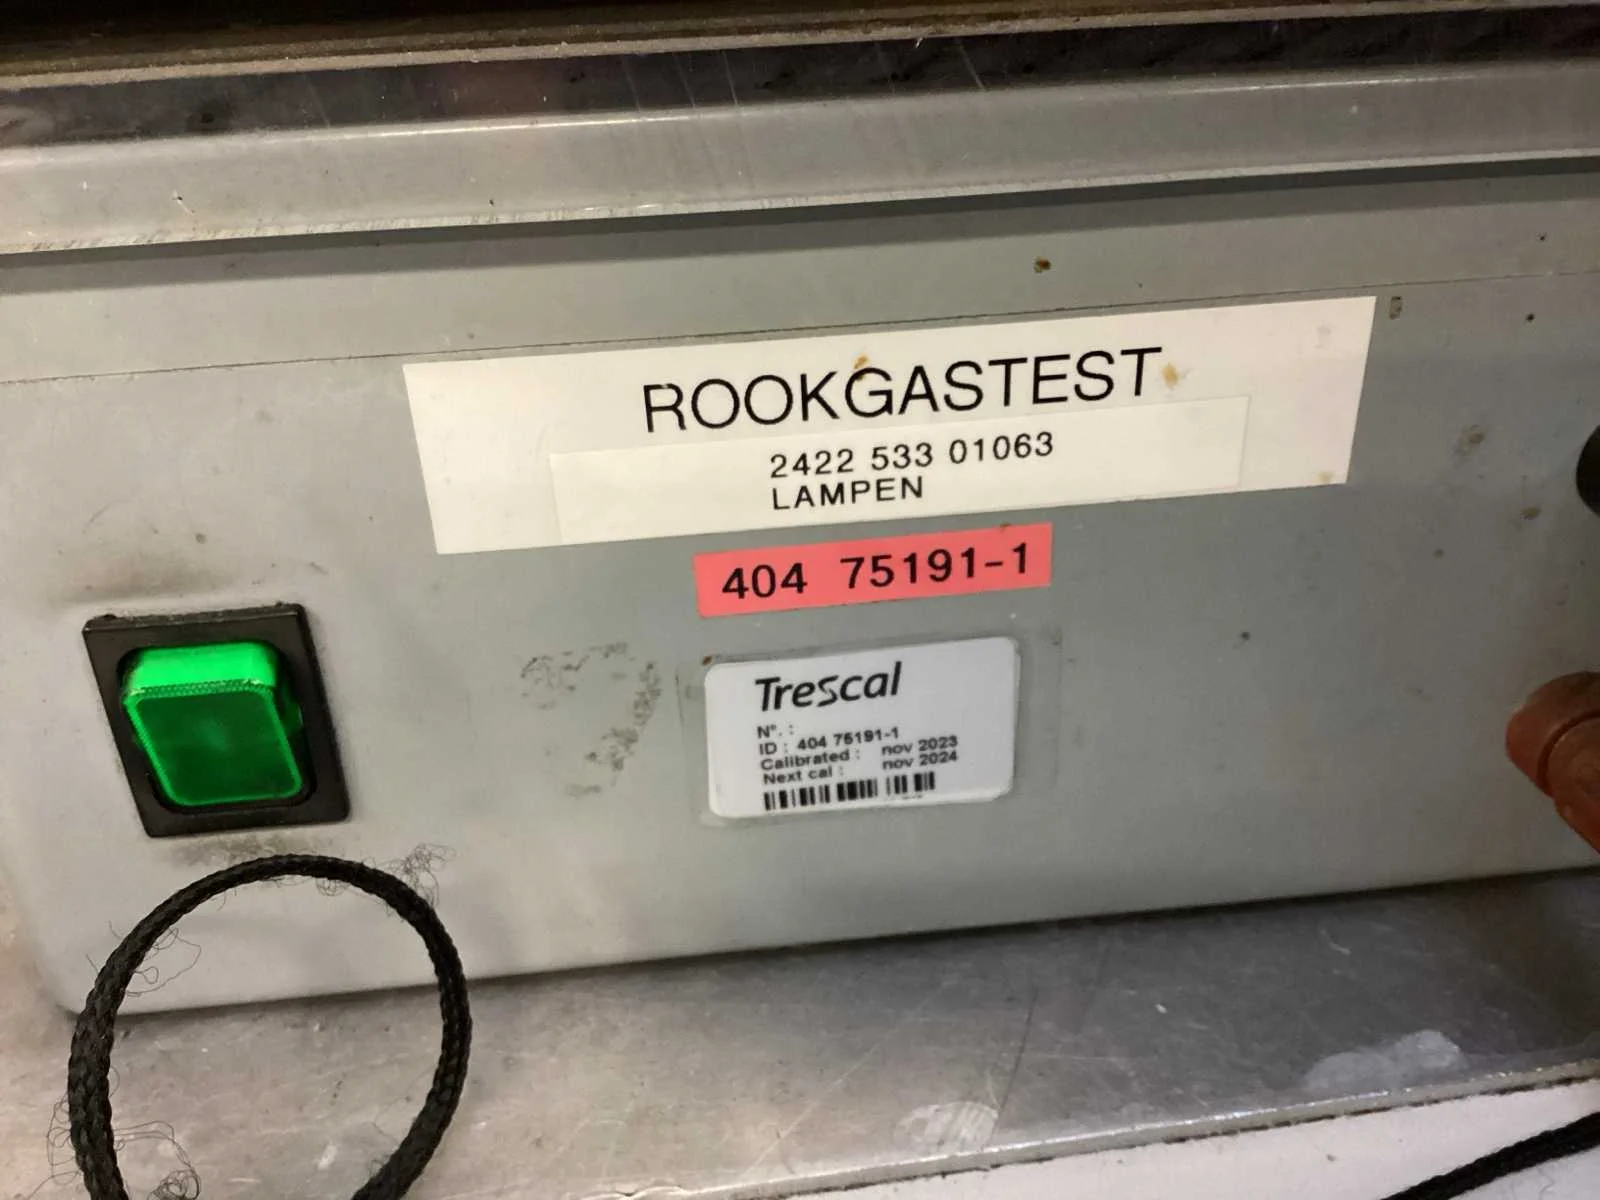 ROOKGASTEST
2422 533 01063
LAMPEN
404 75191-1
Trescal
N°. :
ID : 404 75191-1
Calibrated : nov 2023
Next cal : nov 2024